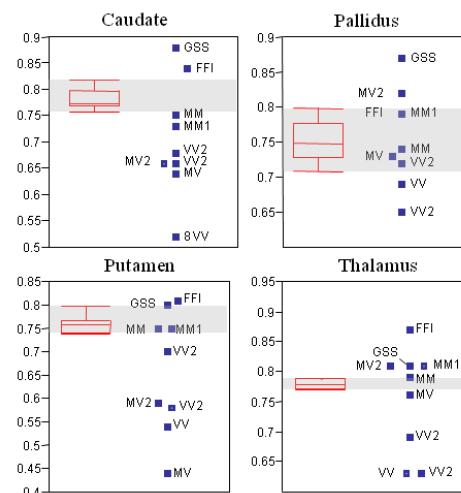 Caudate
0.9
0.85
0.8
0.75
0.7
0.65
0.6
0.55
0.5
GSS
FFI
MM
MM1
VV2
MV2 VV2
MV
8VV
Pallidus
0.9
0.85
0.8
0.75
0.7
0.65
GSS
MV2
FFI MM1
MM
MV
VV2
VV
VV2
Putamen
0.85
0.8
0.75
0.7
0.65
0.6
0.55
0.5
0.45
0.4
GSS FFI
MM MM1
VV2
MV2
VV2
VV
MV
Thalamus
0.95
0.9
0.85
0.8
0.75
0.7
0.65
FFI
GSS
MV2 MM1
MM
MV
VV2
VV VV2